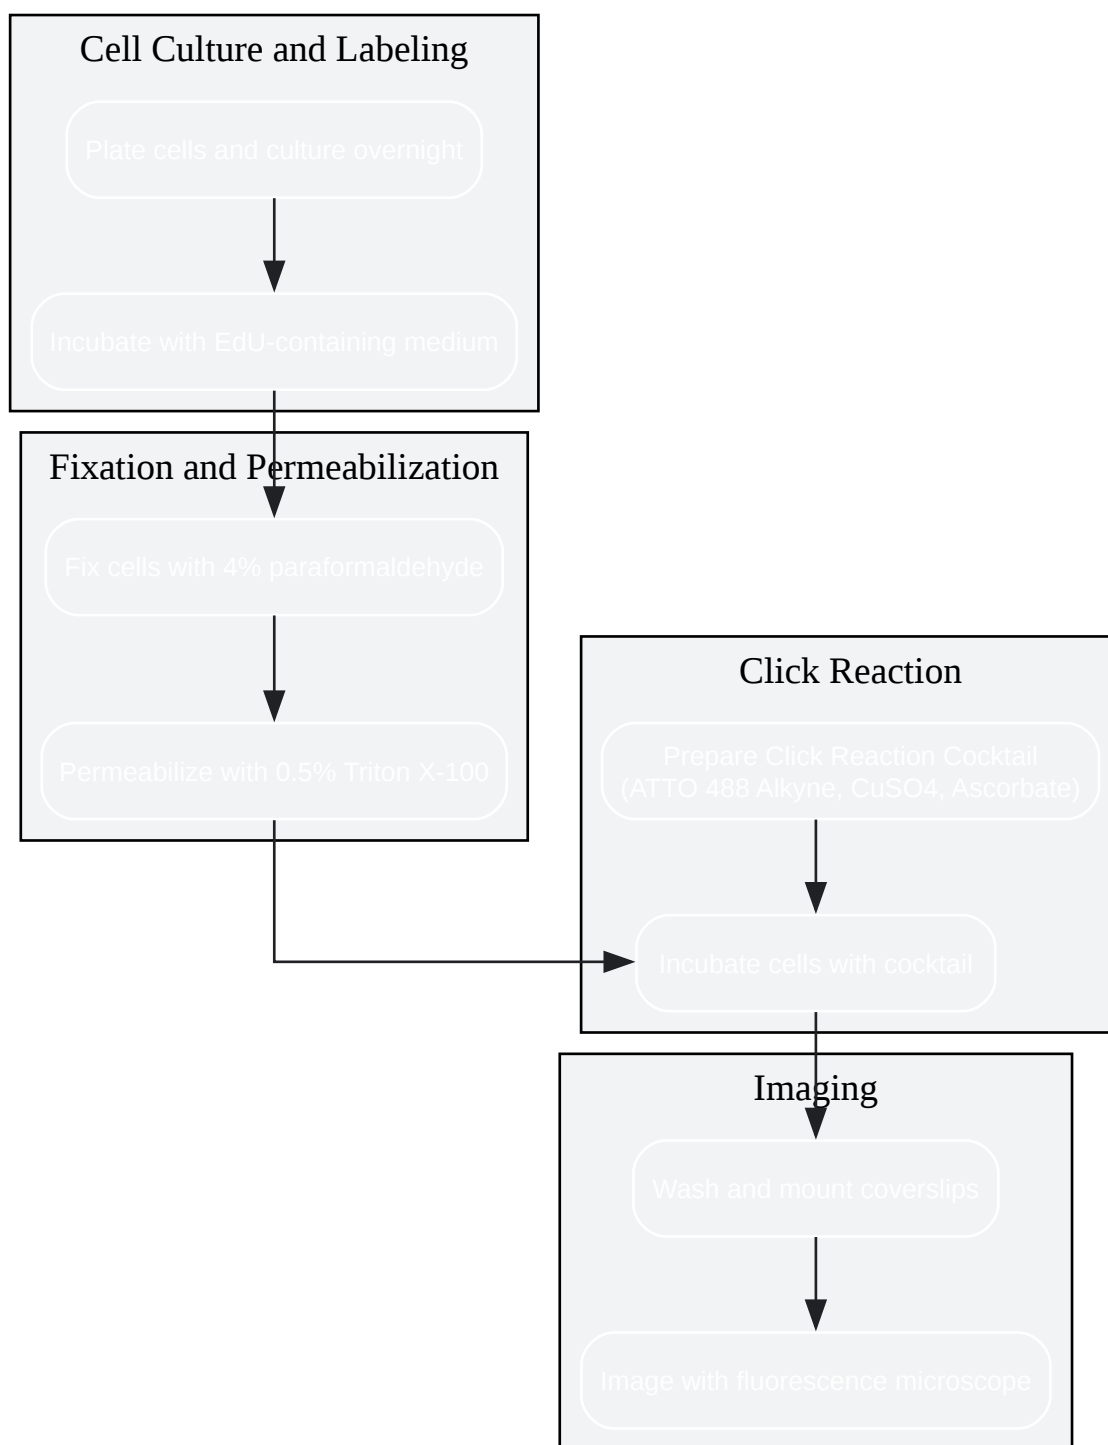 Cell Culture and Labeling
Plate cells and culture overnight
Incubate with EdU-containing medium
Fixation and Permeabilization
Fix cells with 4% paraformaldehyde
Permeabilize with 0.5% Triton X-100
Click Reaction
Prepare Click Reaction Cocktail
(ATTO 488 Alkyne, CuSO4, Ascorbate)
Incubate cells with cocktail
Imaging
Wash and mount coverslips
Image with fluorescence microscope